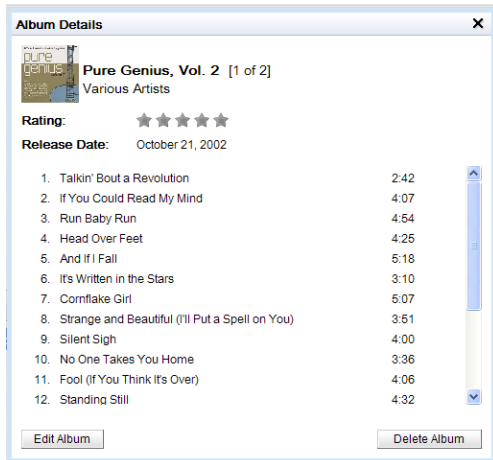 Album Details
pure
genius
Pure Genius, Vol. 2 [1 of 2]
Various Artists
Rating:
Release Date: October 21, 2002
1. Talkin' Bout a Revolution 2:42
2. If You Could Read My Mind 4:07
3. Run Baby Run 4:54
4. Head Over Feet 4:25
5. And If I Fall 5:18
6. It's Written in the Stars 3:10
7. Cornflake Girl 5:07
8. Strange and Beautiful (I'll Put a Spell on You) 3:51
9. Silent Sigh 4:00
10. No One Takes You Home 3:36
11. Fool (If You Think It's Over) 4:06
12. Standing Still 4:32
Edit Album Delete Album